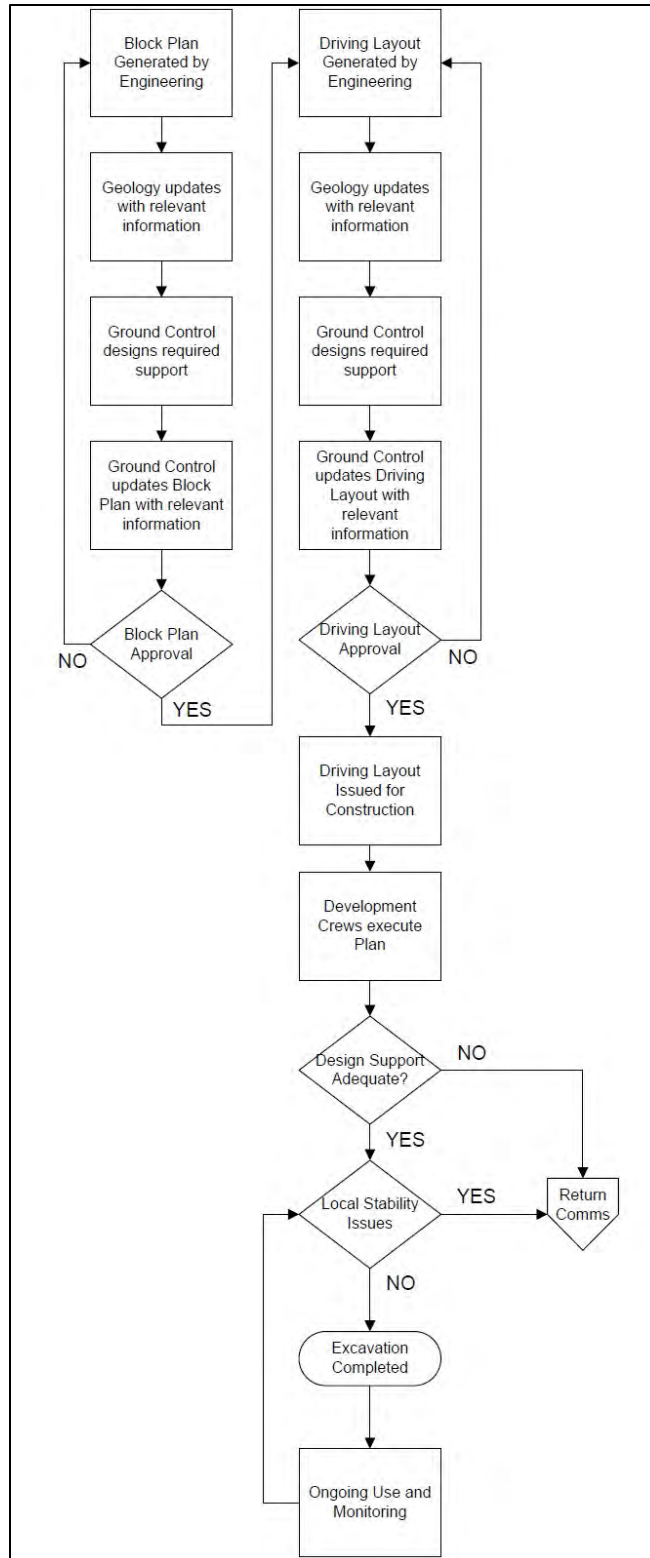 Block Plan
Generated by
Engineering
Geology updates
with relevant
information
Ground Control
designs required
support
Ground Control
updates Block
Plan with relevant
information
Block Plan
Approval
NO
YES
Driving Layout
Generated by
Engineering
Geology updates
with relevant
information
Ground Control
designs required
support
Ground Control
updates Driving
Layout with
relevant
information
Driving Layout
Approval
NO
YES
Driving Layout
Issued for
Construction
Development
Crews execute
Plan
Design Support
Adequate?
NO
YES
Local Stability
Issues
YES
Return
Comms
NO
Excavation
Completed
Ongoing Use and
Monitoring